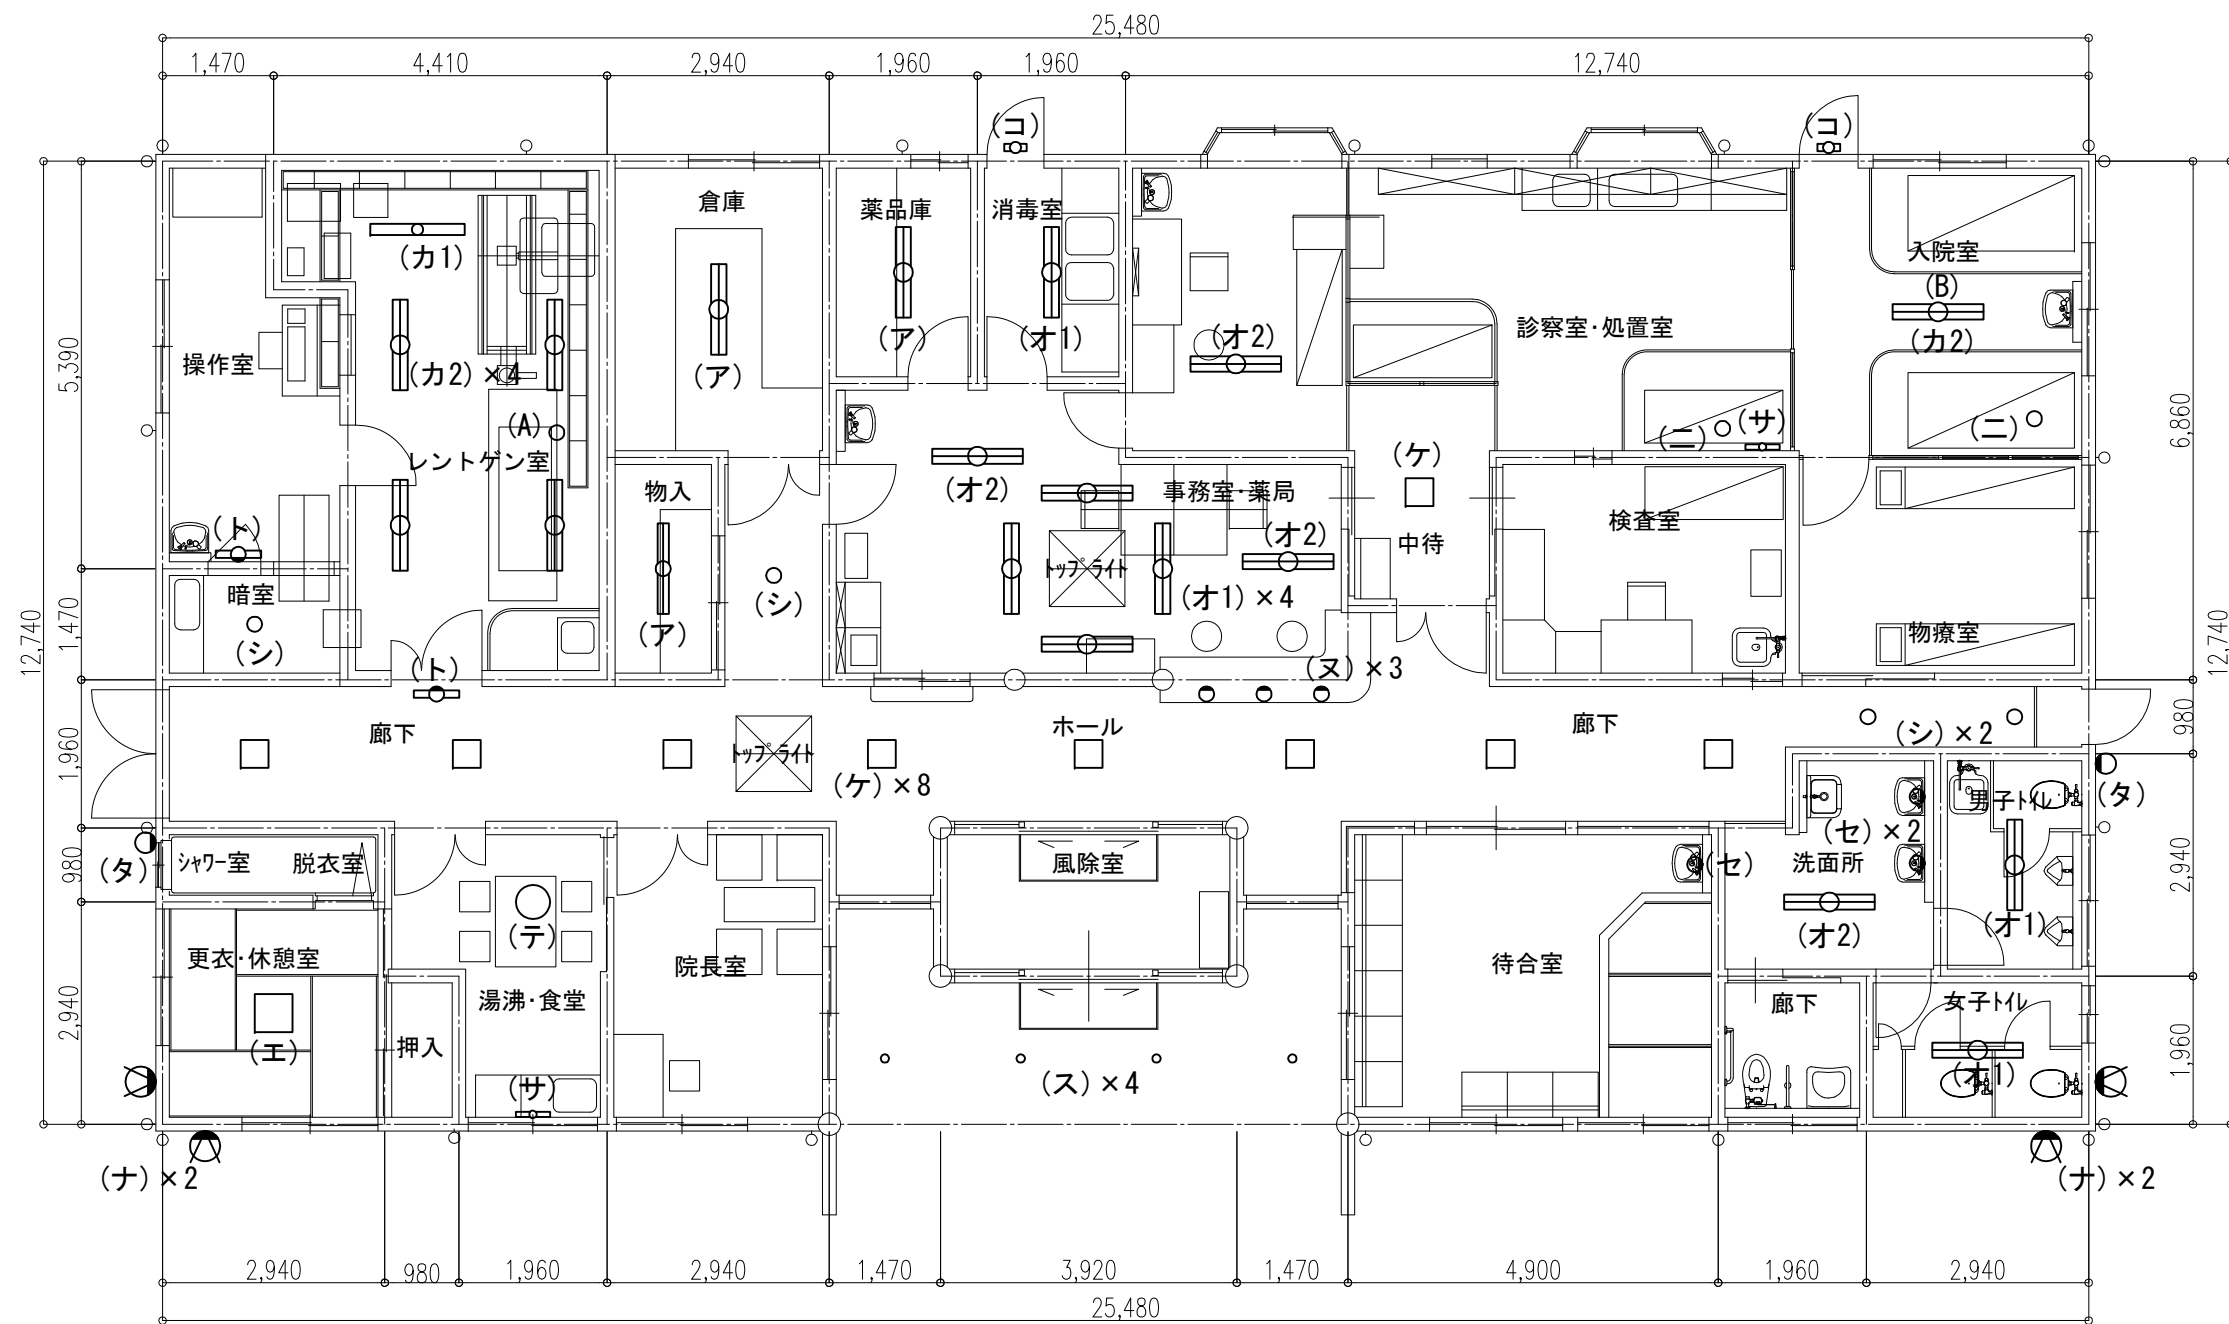 25,480
1,470
4,410
2,940
1,960
1,960
12,740
(コ)
(コ)
倉庫
薬品庫
消毒室
(カ1)
入院室
(B)
(カ2)
(ア)
(オ1)
(オ2)
診察室・処置室
操作室
(カ2)×4
(ア)
5,390
6,860
(A)
(サ)
(ニ)
(ニ)
レントゲン室
(ケ)
物入
(オ2)
事務室・薬局
検査室
(ト)
(オ2)
中待
トップライト
暗室
(シ)
(オ1)×4
(シ)
(ア)
物療室
1,470
12,740
12,740
(ト)
(ヌ)×3
廊下
ホール
廊下
(シ)×2
トップライト
(ケ)×8
1,960
980
(タ)
男子トイレ
(セ)×2
シャワー室
脱衣室
風除室
(セ)
洗面所
(タ)
980
2,940
(テ)
(オ2)
(オ1)
更衣・休憩室
院長室
待合室
湯沸・食堂
廊下
女子トイレ
2,940
(エ)
押入
(サ)
(ス)×4
(オ1)
1,960
(ナ)×2
(ナ)×2
2,940
980
1,960
2,940
1,470
3,920
1,470
4,900
1,960
2,940
25,480